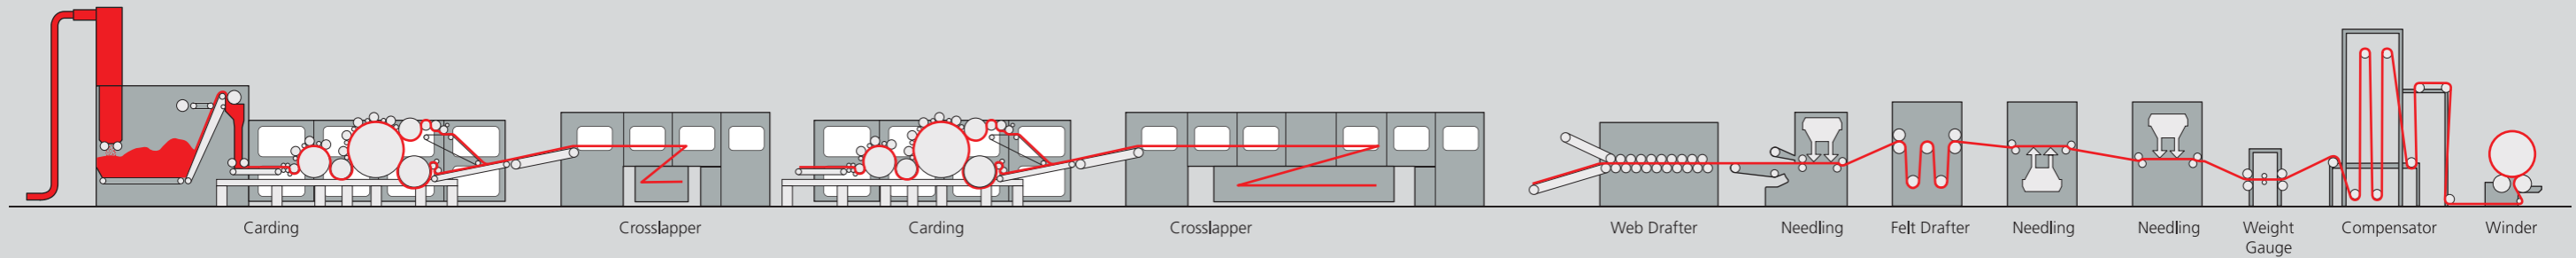 Carding
Crosslapper
Carding
Crosslapper
Web Drafter
Needling
Felt Drafter
Needling
Needling
Weight
Gauge
Compensator
Winder